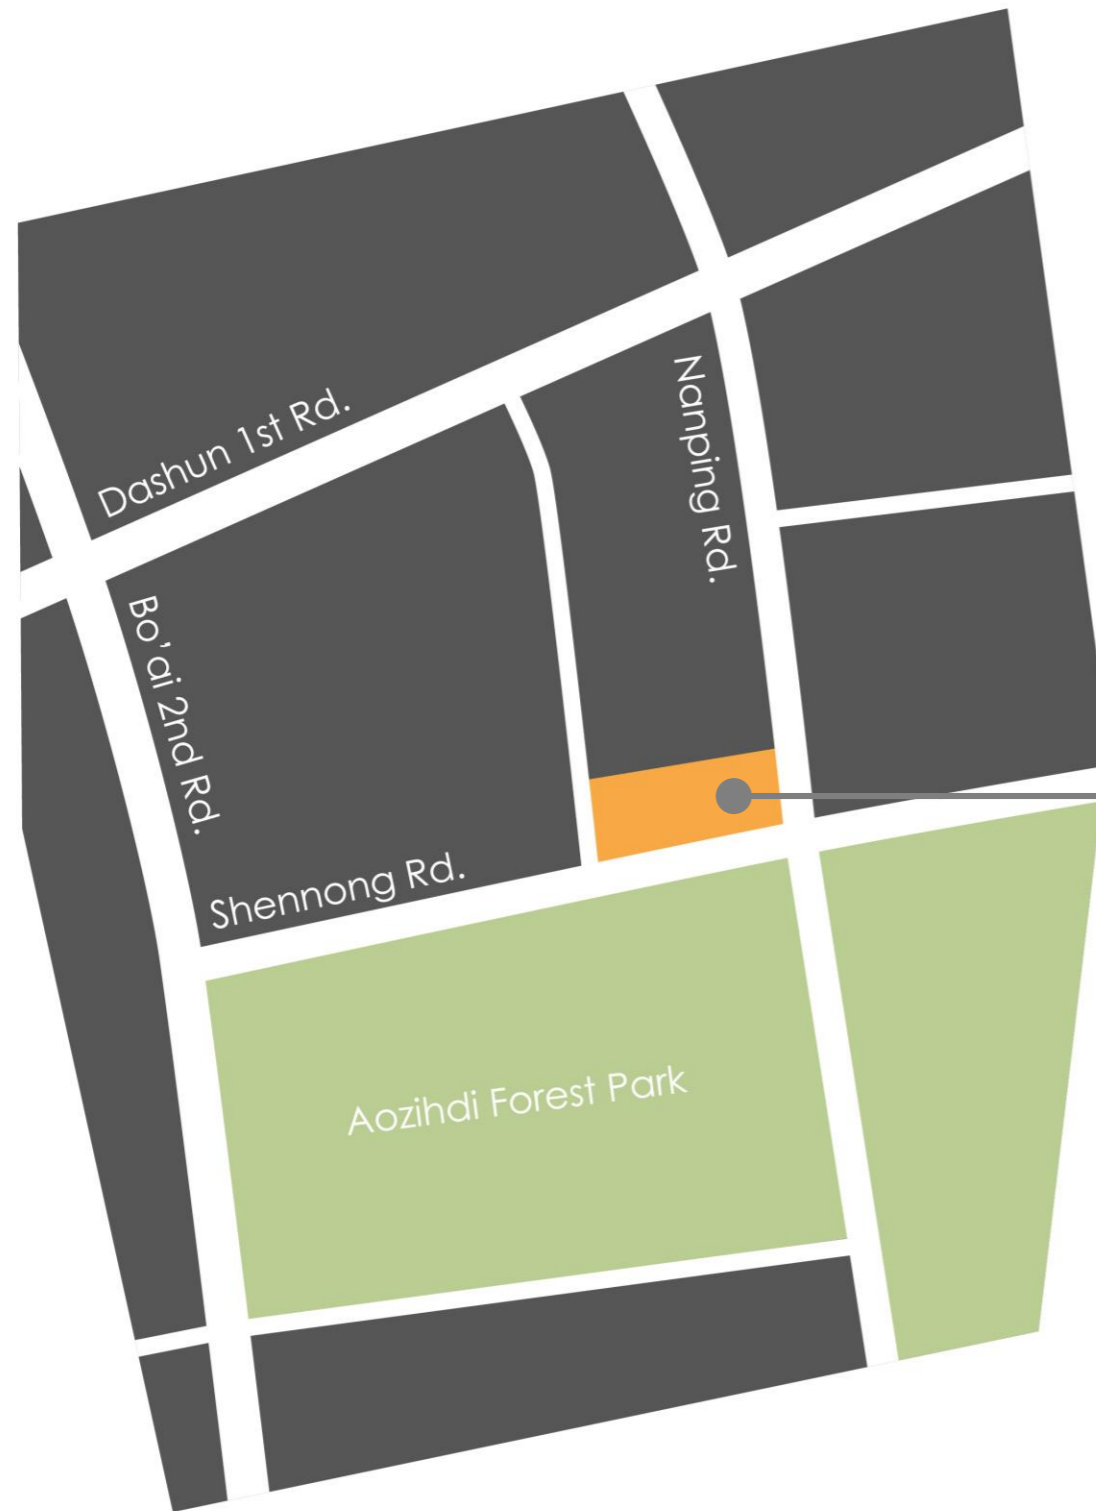 Dashun 1st Rd.
Nanping Rd.
Bo'ai 2nd Rd.
Shennong Rd.
Aozihdi Forest Park